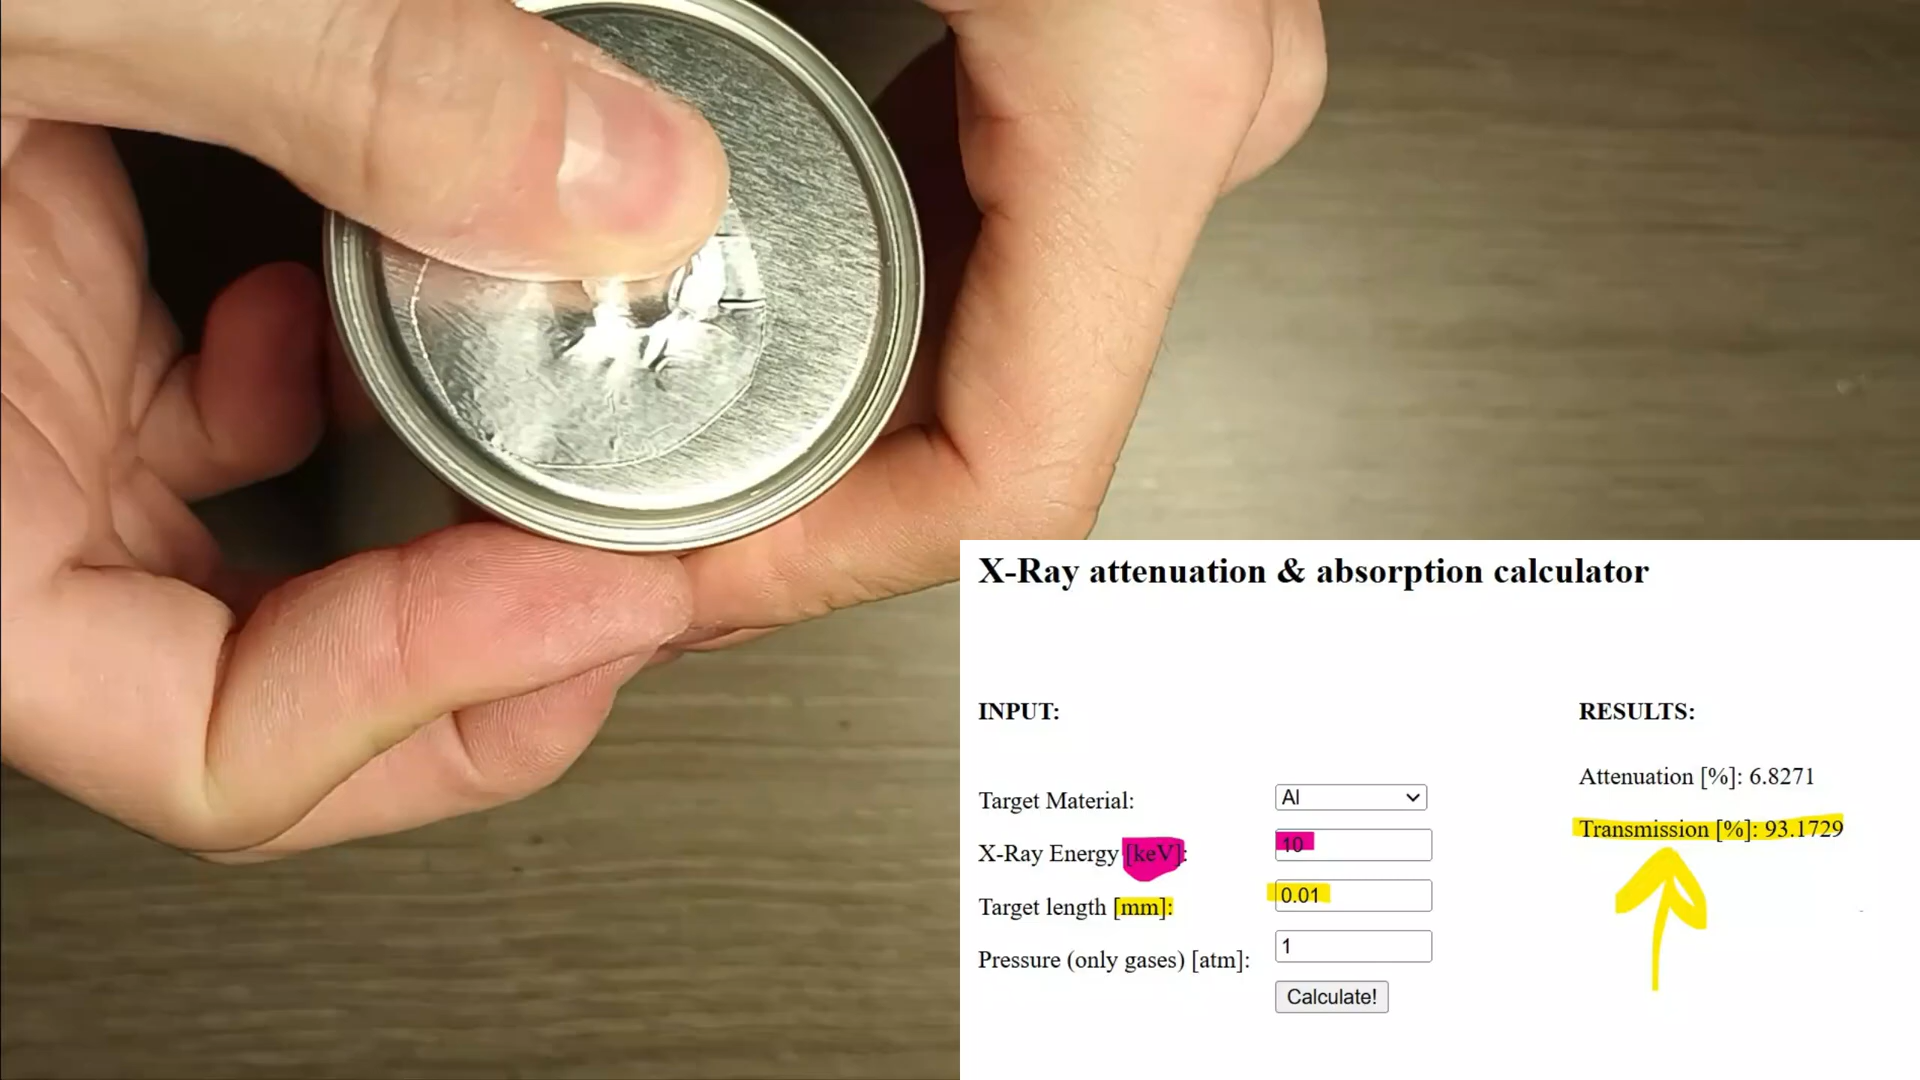 X-Ray attenuation & absorption calculator
INPUT:
RESULTS:
Attenuation [%]: 6.8271
Target Material:
Al
Transmission [%]: 93.1729
X-Ray Energy [keV]:
10
Target length [mm]:
0.01
Pressure (only gases) [atm]:
1
Calculate!